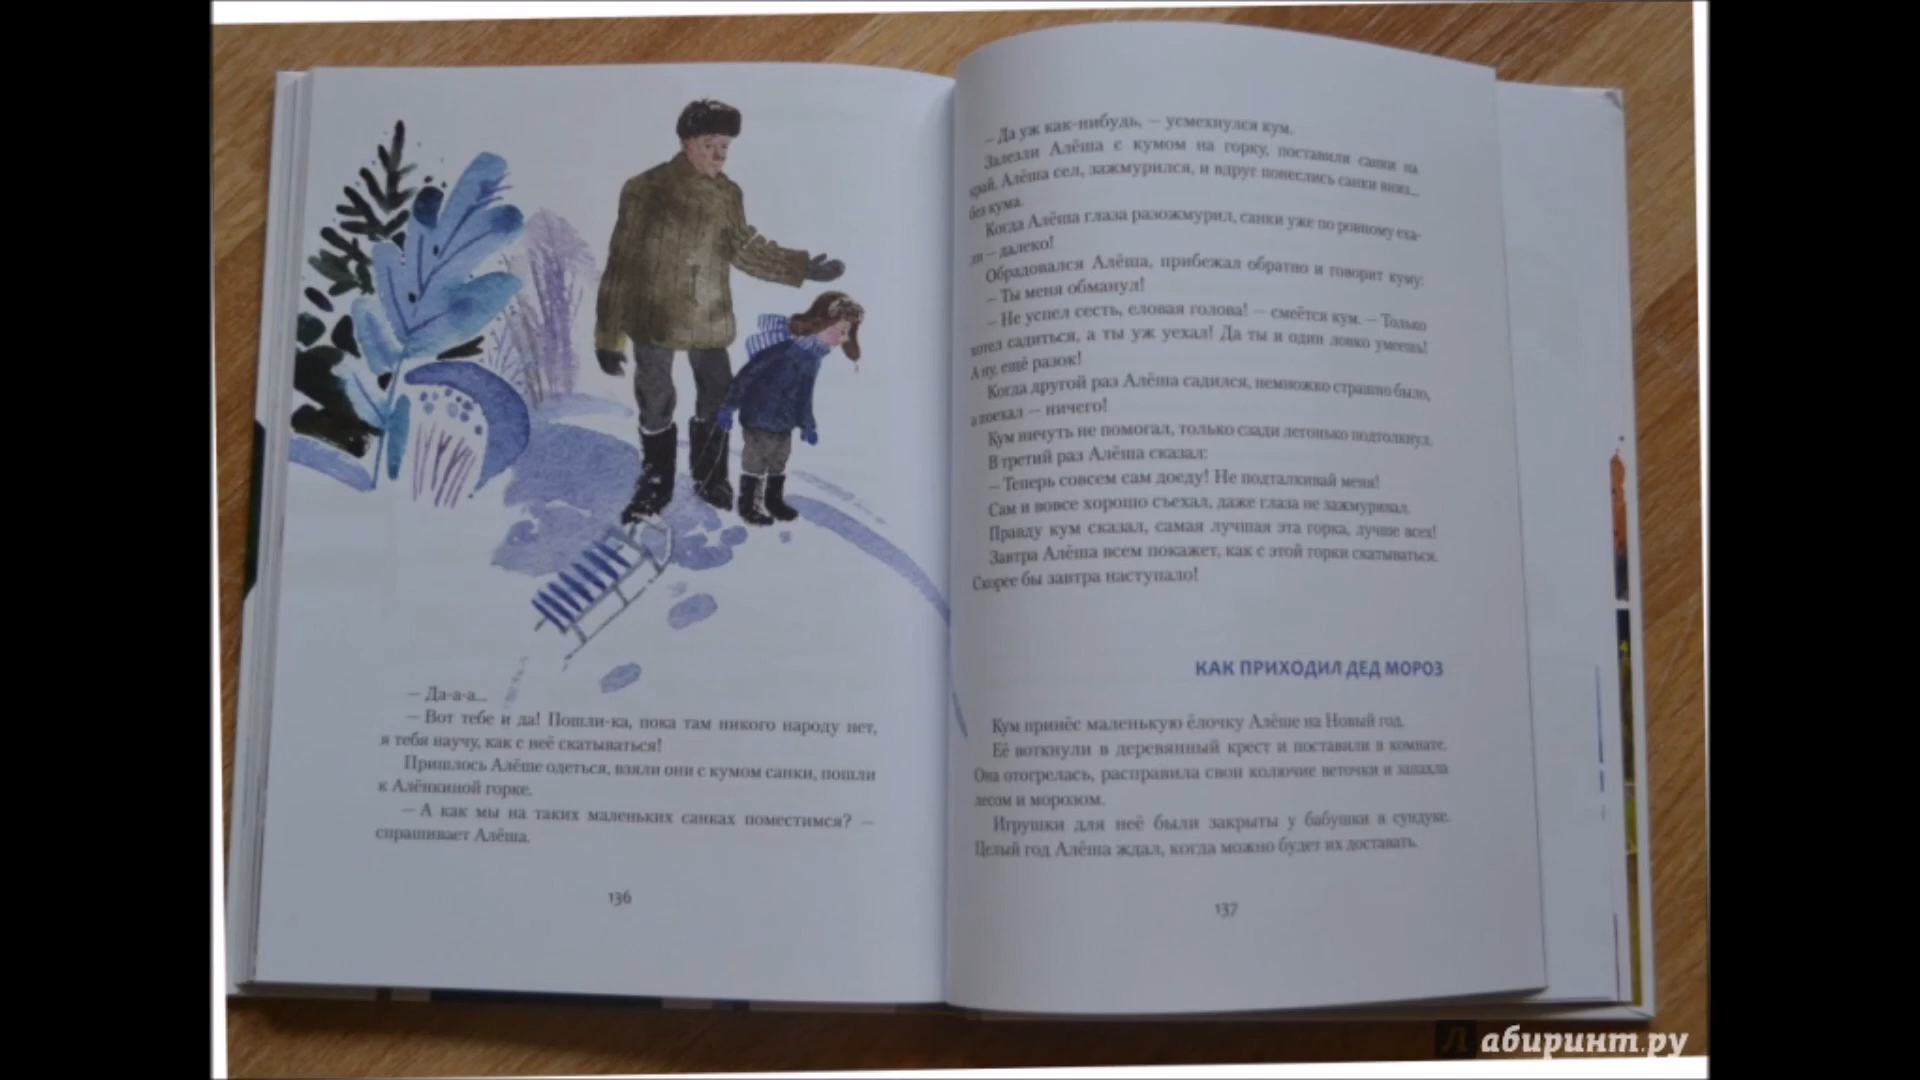 – Да-а-а...
– Вот тебе и да! Пошли-ка, пока там никого народу нет,
я тебя научу, как с неё скатываться!
Пришлось Алёше одеться, взяли они с кумом санки, пошли
к Алёнкиной горке.
– А как мы на таких маленьких санках поместимся? –
спрашивает Алёша.
136
– Да уж как-нибудь, – усмехнулся кум.
Залезли Алёша с кумом на горку, поставили санки на
край. Алёша сел, зажмурился, и вдруг понеслись санки вниз...
без кума.
Когда Алёша глаза разожмурил, санки уже по ровному еха-
ли – далеко!
Обрадовался Алёша, прибежал обратно и говорит куму:
– Ты меня обманул!
– Не успел сесть, еловая голова! – смеётся кум. – Только
хотел садиться, а ты уж уехал! Да ты и один ловко умеешь!
А ну, ещё разок!
Когда другой раз Алёша садился, немножко страшно было,
а поехал – ничего!
Кум ничуть не помогал, только сзади легонько подтолкнул.
В третий раз Алёша сказал:
– Теперь совсем сам доеду! Не подталкивай меня!
Сам и вовсе хорошо съехал, даже глаза не зажмуривал.
Правду кум сказал, самая лучшая эта горка, лучше всех!
Завтра Алёша всем покажет, как с этой горки скатываться.
Скорее бы завтра наступало!
КАК ПРИХОДИЛ ДЕД МОРОЗ
Кум принёс маленькую ёлочку Алёше на Новый год.
Её воткнули в деревянный крест и поставили в комнате.
Она отогрелась, расправила свои колючие веточки и запахла
лесом и морозом.
Игрушки для неё были закрыты у бабушки в сундуке.
Целый год Алёша ждал, когда можно будет их доставать.
137
Лабиринт.ру